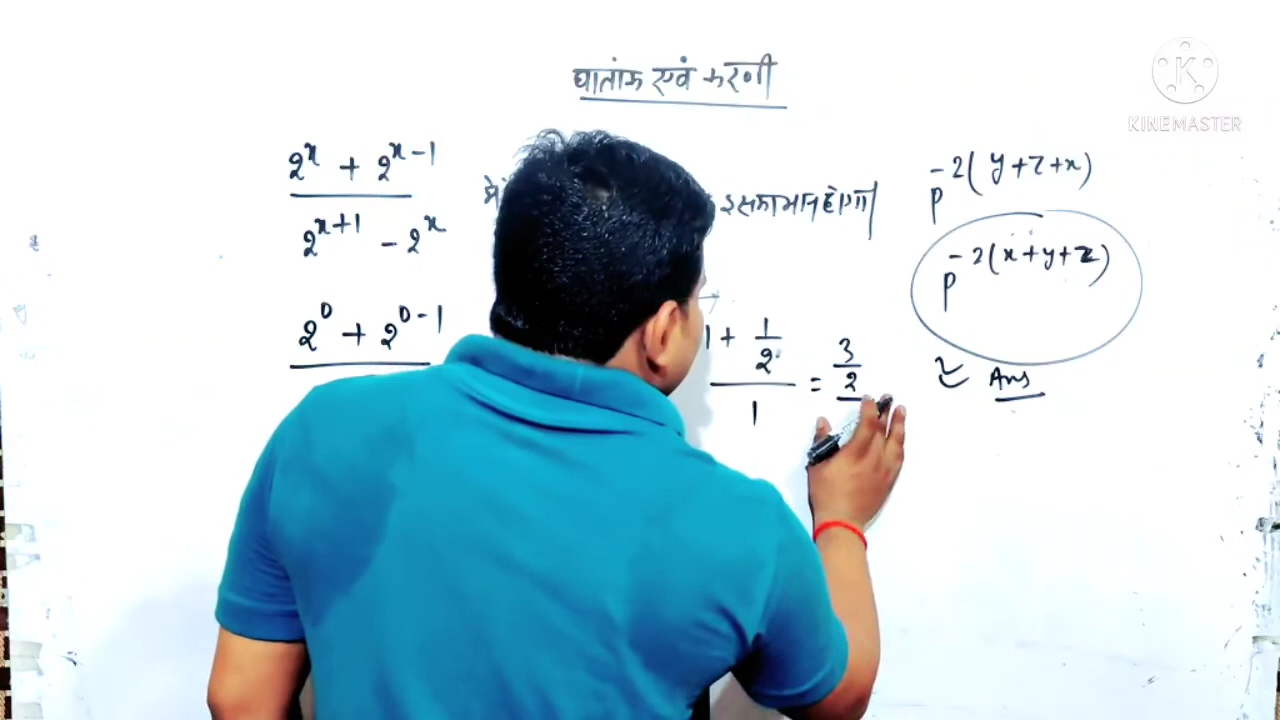 घातांक एवं करणी
KINEMASTER
2^x + 2^{x-1}
2^{x+1} - 2^x
इसका मान होगा
p^{-2(y+z+x)}
p^{-2(x+y+z)}
2^0 + 2^{0-1}
1 + 1/2
1
= 3/2
Ans